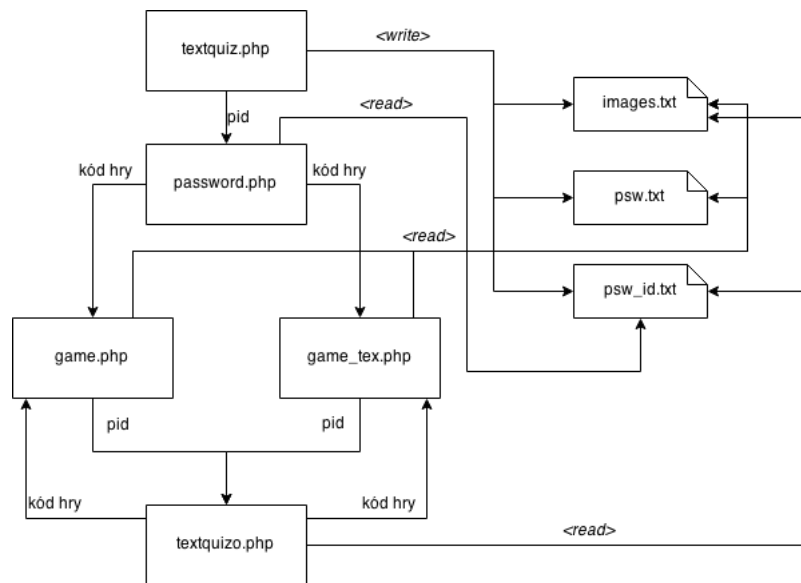 textquiz.php
<write>
images.txt
<read>
pid
kód hry
password.php
kód hry
psw.txt
<read>
psw_id.txt
game.php
game_tex.php
pid
pid
kód hry
kód hry
<read>
textquizo.php